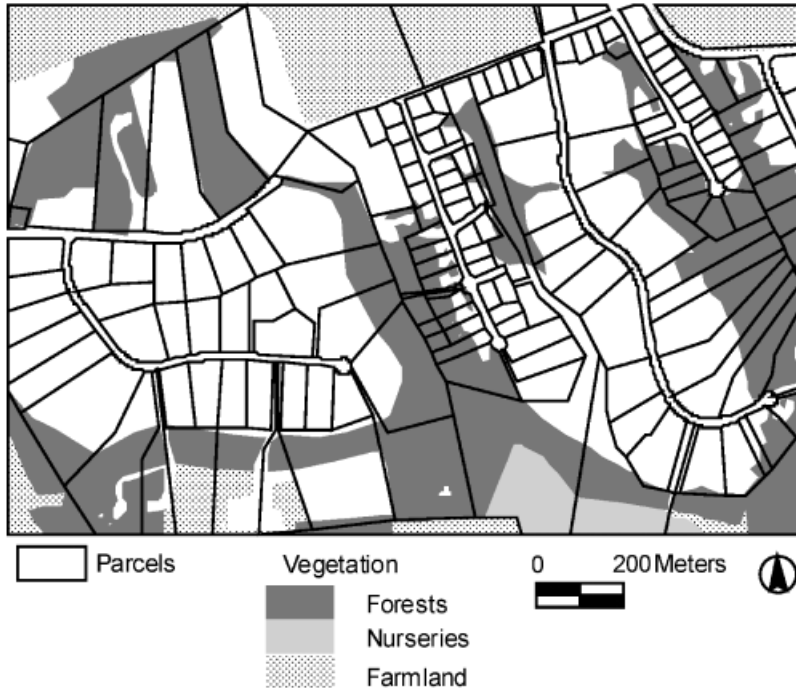 Parcels
Vegetation
0 200 Meters
Forests
Nurseries
Farmland